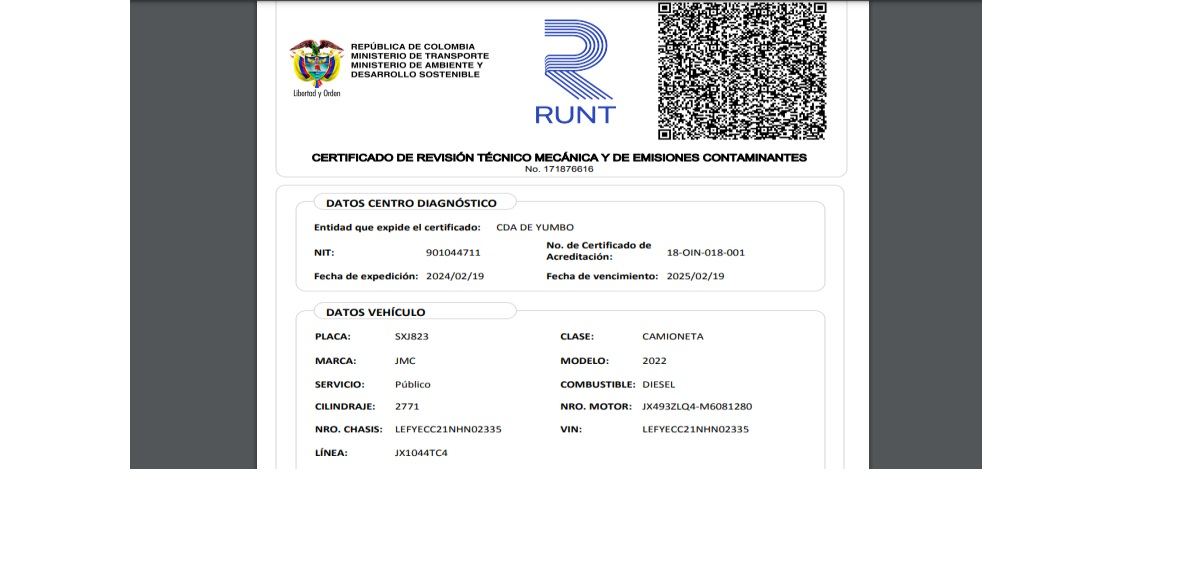 REPÚBLICA DE COLOMBIA
MINISTERIO DE TRANSPORTE
MINISTERIO DE AMBIENTE Y
DESARROLLO SOSTENIBLE
Libertad y Orden
RUNT
CERTIFICADO DE REVISIÓN TÉCNICO MECÁNICA Y DE EMISIONES CONTAMINANTES
No. 171876616
DATOS CENTRO DIAGNÓSTICO
Entidad que expide el certificado: CDA DE YUMBO
NIT: 901044711 No. de Certificado de Acreditación: 18-OIN-018-001
Fecha de expedición: 2024/02/19 Fecha de vencimiento: 2025/02/19
DATOS VEHÍCULO
PLACA: SXJ823 CLASE: CAMIONETA
MARCA: JMC MODELO: 2022
SERVICIO: Público COMBUSTIBLE: DIESEL
CILINDRAJE: 2771 NRO. MOTOR: JX493ZLQ4-M6081280
NRO. CHASIS: LEFYECC21NHN02335 VIN: LEFYECC21NHN02335
LÍNEA: JX1044TC4